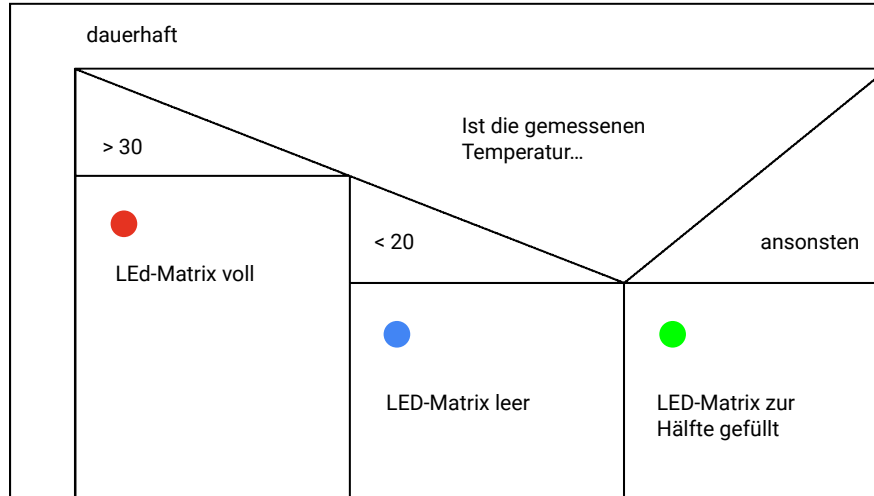 dauerhaft
Ist die gemessenen
Temperatur…
> 30
< 20
ansonsten
LEd-Matrix voll
LED-Matrix leer
LED-Matrix zur
Hälfte gefüllt